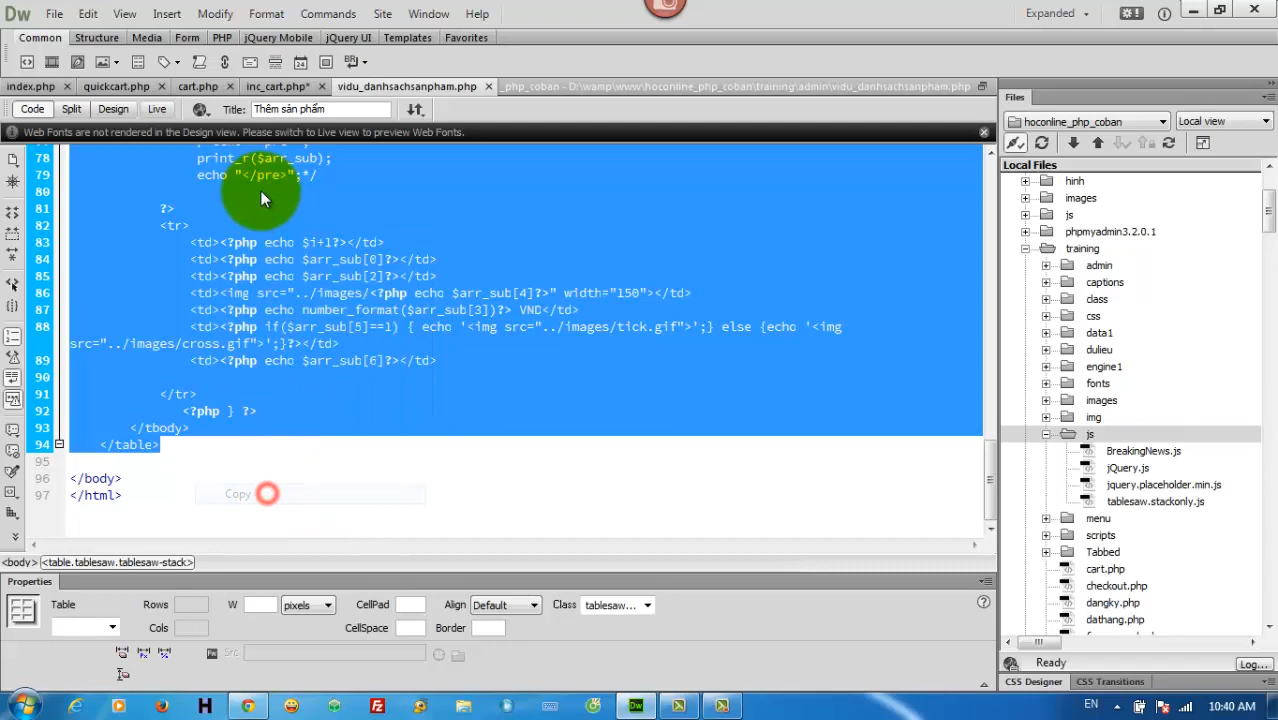 Dw File Edit View Insert Modify Format Commands Site Window Help Expanded
Common Structure Media Form PHP jQuery Mobile jQuery UI Templates Favorites
index.php quickcart.php cart.php inc_cart.php* vidu_danhsachsanpham.php _php_coban - D:\wamp\www\hoconline_php_coban\training\admin\vidu_danhsachsanpham.php
Files
Code Split Design Live Title: Thêm sản phẩm
hoconline_php_coban Local view
Web Fonts are not rendered in the Design view. Please switch to Live view to preview Web Fonts.
78 print_r($arr_sub);
79 echo "</pre>";*/
80
81 ?>
82 <tr>
83 <td><?php echo $i+1?></td>
84 <td><?php echo $arr_sub[0]?></td>
85 <td><?php echo $arr_sub[2]?></td>
86 <td><img src="../images/<?php echo $arr_sub[4]?>" width="150"></td>
87 <td><?php echo number_format($arr_sub[3])?> VND</td>
88 <td><?php if($arr_sub[5]==1) { echo '<img src="../images/tick.gif">';} else {echo '<img
src="../images/cross.gif">';}?></td>
89 <td><?php echo $arr_sub[6]?></td>
90
91 </tr>
92 <?php } ?>
93 </tbody>
94 </table>
95
96 </body>
97 </html>
Copy
Local Files
hinh
images
js
phpmyadmin3.2.0.1
training
admin
captions
class
css
data1
dulieu
engine1
fonts
images
img
js
BreakingNews.js
jQuery.js
jquery.placeholder.min.js
tablesaw.stackonly.js
menu
scripts
Tabbed
cart.php
checkout.php
dangky.php
dathang.php
<body> <table.tablesaw.tablesaw-stack>
Properties
Table Rows W pixels CellPad Align Default Class tablesaw...
Cols CellSpace Border
Src
Ready Log...
CSS Designer CSS Transitions
EN 10:40 AM